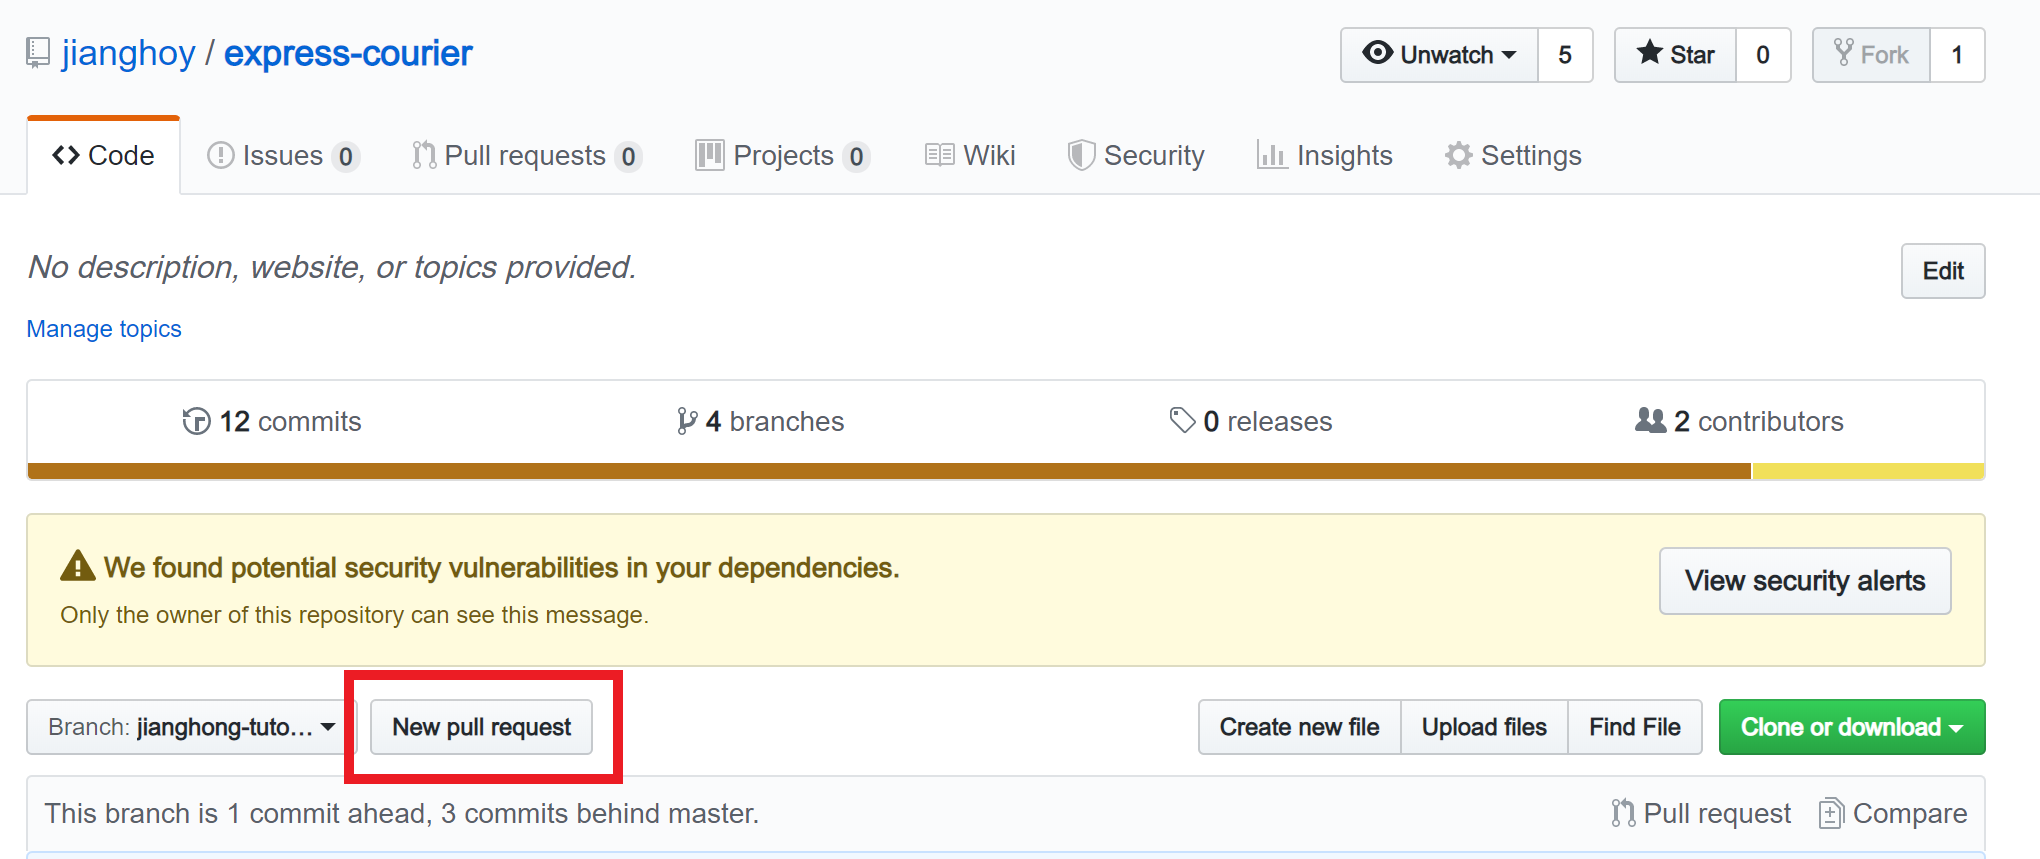 jianghoy / express-courier
Unwatch 5 Star 0 Fork 1
Code Issues 0 Pull requests 0 Projects 0 Wiki Security Insights Settings
No description, website, or topics provided.
Edit
Manage topics
12 commits 4 branches 0 releases 2 contributors
We found potential security vulnerabilities in your dependencies.
Only the owner of this repository can see this message.
View security alerts
Branch: jianghong-tuto... New pull request Create new file Upload files Find File Clone or download
This branch is 1 commit ahead, 3 commits behind master. Pull request Compare